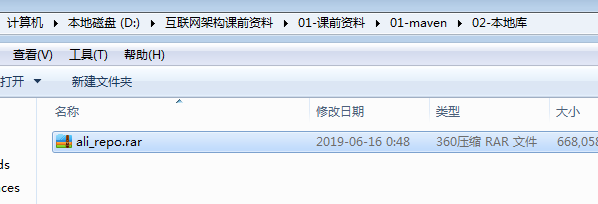 计算机 ▸ 本地磁盘 (D:) ▸ 互联网架构课前资料 ▸ 01-课前资料 ▸ 01-maven ▸ 02-本地库
查看(V) 工具(T) 帮助(H)
打开 新建文件夹
名称 修改日期 类型 大小
ali_repo.rar 2019-06-16 0:48 360压缩 RAR 文件 668,058
ds
aces